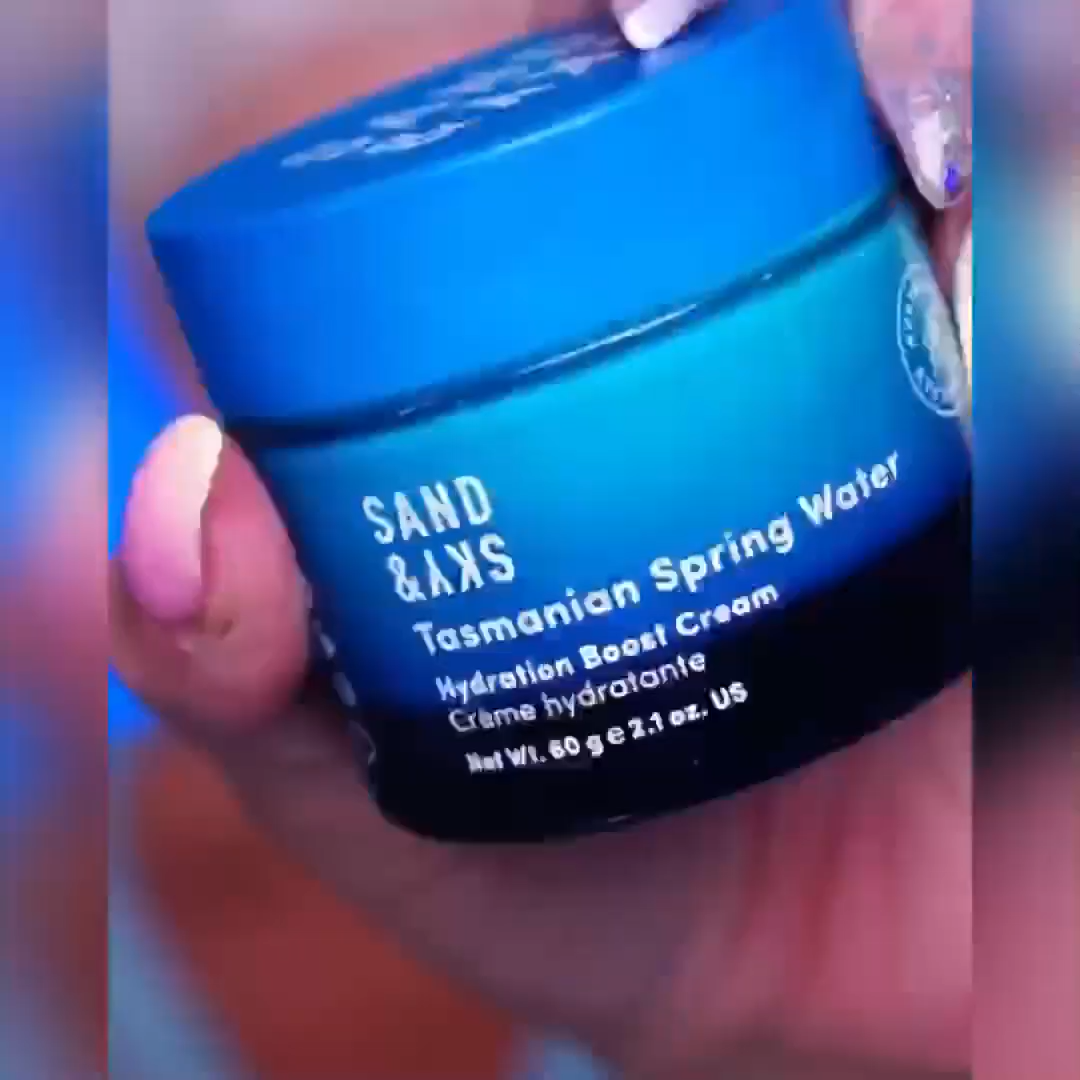 SAND
&SKY
Tasmanian Spring Water
Hydration Boost Cream
Crème hydratante
Net Wt. 60 g e 2.1 oz. US